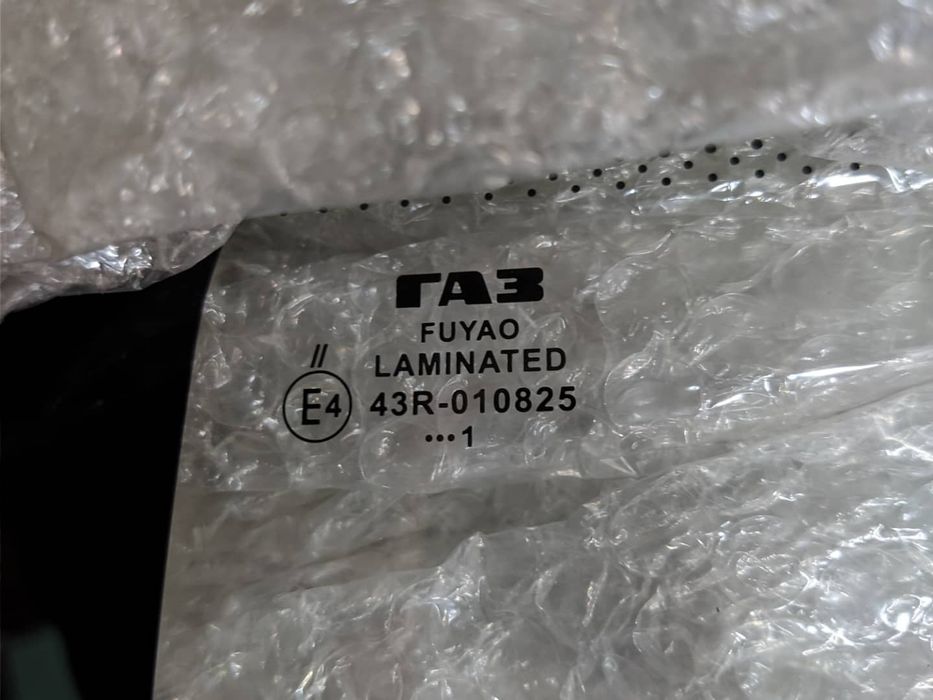 ГАЗ
FUYAO
//
LAMINATED
E4 43R-010825
•••1